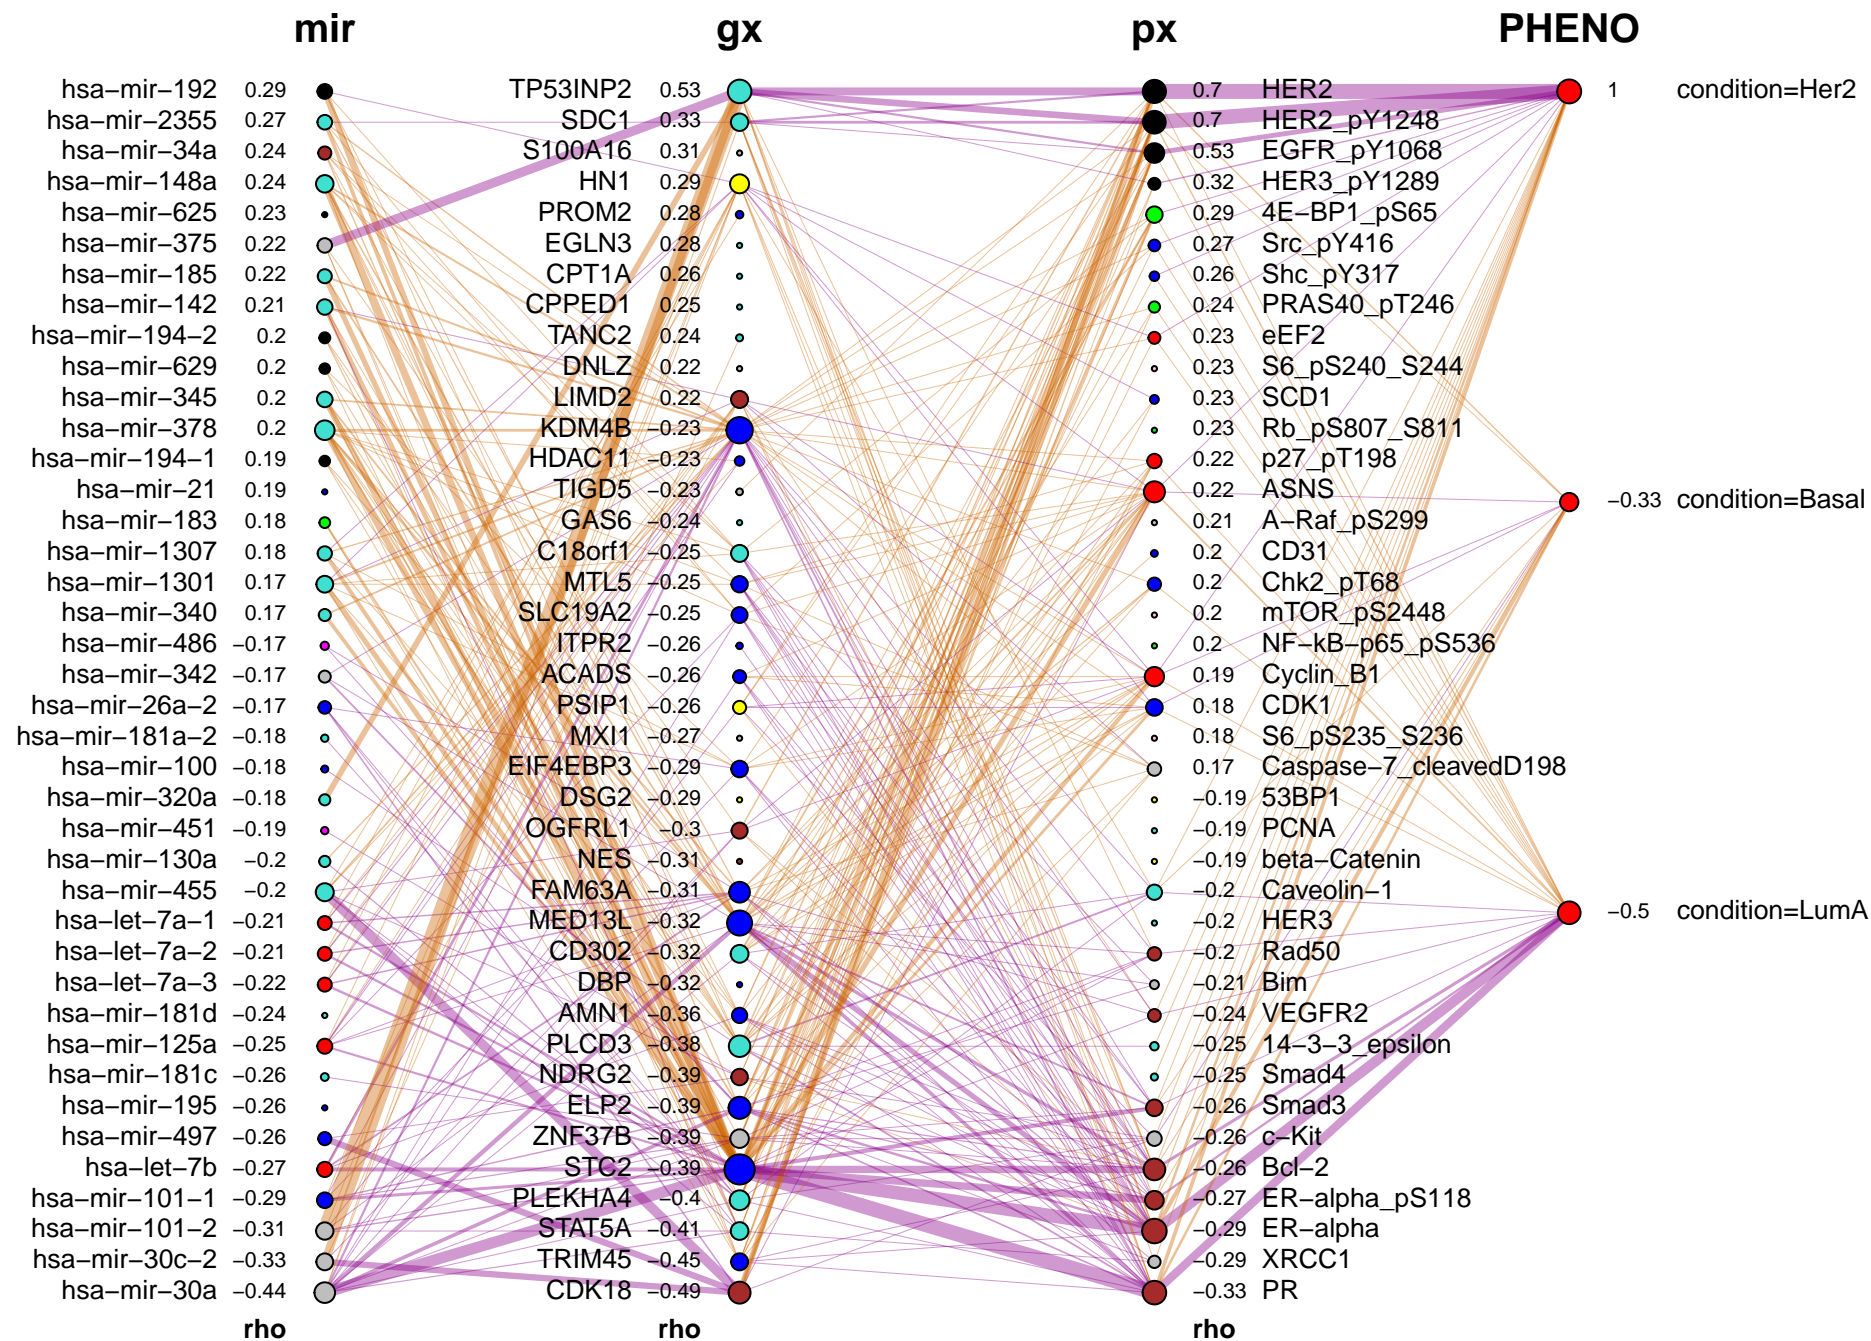 mir gx px PHENO
hsa−mir−192 0.29 TP53INP2 0.53 0.7 HER2 1 condition=Her2
hsa−mir−2355 0.27 SDC1 0.33 0.7 HER2_pY1248
hsa−mir−34a 0.24 S100A16 0.31 0.53 EGFR_pY1068
hsa−mir−148a 0.24 HN1 0.29 0.32 HER3_pY1289
hsa−mir−625 0.23 PROM2 0.28 0.29 4E−BP1_pS65
hsa−mir−375 0.22 EGLN3 0.28 0.27 Src_pY416
hsa−mir−185 0.22 CPT1A 0.26 0.26 Shc_pY317
hsa−mir−142 0.21 CPPED1 0.25 0.24 PRAS40_pT246
hsa−mir−194−2 0.2 TANC2 0.24 0.23 eEF2
hsa−mir−629 0.2 DNLZ 0.22 0.23 S6_pS240_S244
hsa−mir−345 0.2 LIMD2 0.22 0.23 SCD1
hsa−mir−378 0.2 KDM4B −0.23 0.23 Rb_pS807_S811
hsa−mir−194−1 0.19 HDAC11 −0.23 0.22 p27_pT198
hsa−mir−21 0.19 TIGD5 −0.23 0.22 ASNS −0.33 condition=Basal
hsa−mir−183 0.18 GAS6 −0.24 0.21 A−Raf_pS299
hsa−mir−1307 0.18 C18orf1 −0.25 0.2 CD31
hsa−mir−1301 0.17 MTL5 −0.25 0.2 Chk2_pT68
hsa−mir−340 0.17 SLC19A2 −0.25 0.2 mTOR_pS2448
hsa−mir−486 −0.17 ITPR2 −0.26 0.2 NF−kB−p65_pS536
hsa−mir−342 −0.17 ACADS −0.26 0.19 Cyclin_B1
hsa−mir−26a−2 −0.17 PSIP1 −0.26 0.18 CDK1
hsa−mir−181a−2 −0.18 MXI1 −0.27 0.18 S6_pS235_S236
hsa−mir−100 −0.18 EIF4EBP3 −0.29 0.17 Caspase−7_cleavedD198
hsa−mir−320a −0.18 DSG2 −0.29 −0.19 53BP1
hsa−mir−451 −0.19 OGFRL1 −0.3 −0.19 PCNA
hsa−mir−130a −0.2 NES −0.31 −0.19 beta−Catenin
hsa−mir−455 −0.2 FAM63A −0.31 −0.2 Caveolin−1
hsa−let−7a−1 −0.21 MED13L −0.32 −0.2 HER3 −0.5 condition=LumA
hsa−let−7a−2 −0.21 CD302 −0.32 −0.2 Rad50
hsa−let−7a−3 −0.22 DBP −0.32 −0.21 Bim
hsa−mir−181d −0.24 AMN1 −0.36 −0.24 VEGFR2
hsa−mir−125a −0.25 PLCD3 −0.38 −0.25 14−3−3_epsilon
hsa−mir−181c −0.26 NDRG2 −0.39 −0.25 Smad4
hsa−mir−195 −0.26 ELP2 −0.39 −0.26 Smad3
hsa−mir−497 −0.26 ZNF37B −0.39 −0.26 c−Kit
hsa−let−7b −0.27 STC2 −0.39 −0.26 Bcl−2
hsa−mir−101−1 −0.29 PLEKHA4 −0.4 −0.27 ER−alpha_pS118
hsa−mir−101−2 −0.31 STAT5A −0.41 −0.29 ER−alpha
hsa−mir−30c−2 −0.33 TRIM45 −0.45 −0.29 XRCC1
hsa−mir−30a −0.44 CDK18 −0.49 −0.33 PR
rho rho rho